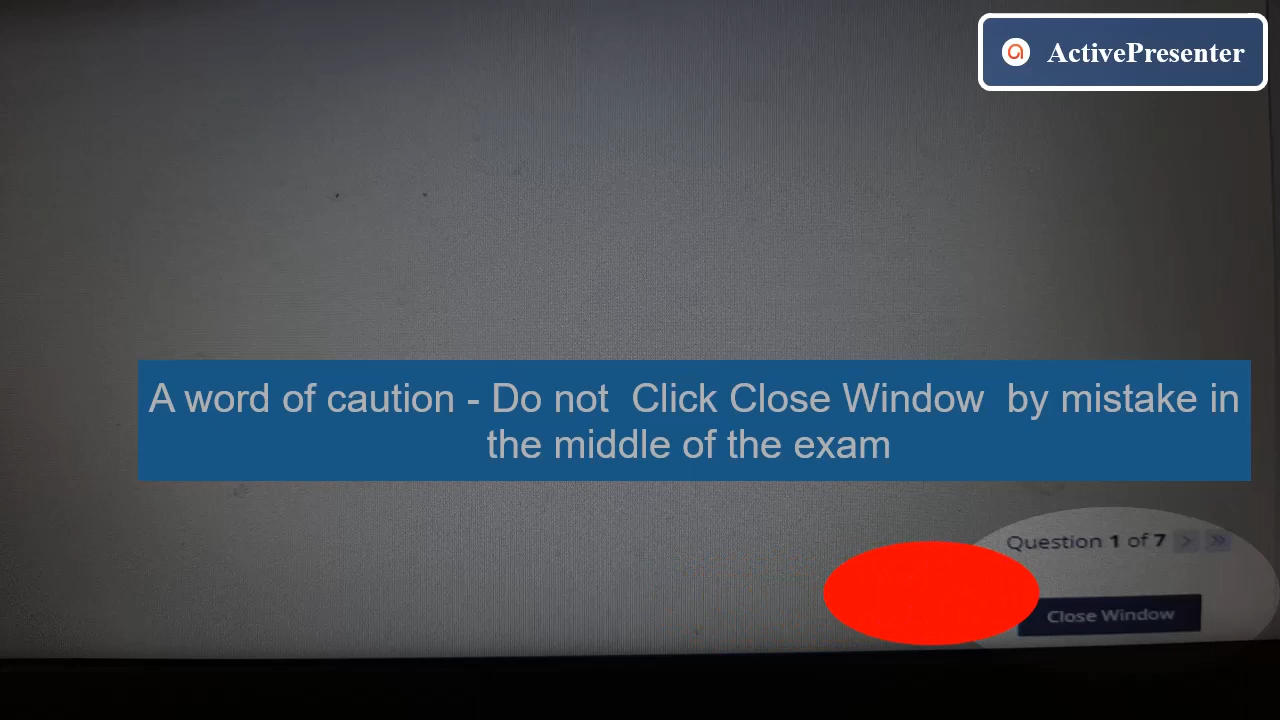 ActivePresenter
A word of caution - Do not  Click Close Window  by mistake in
the middle of the exam
Question 1 of 7 > »
Close Window